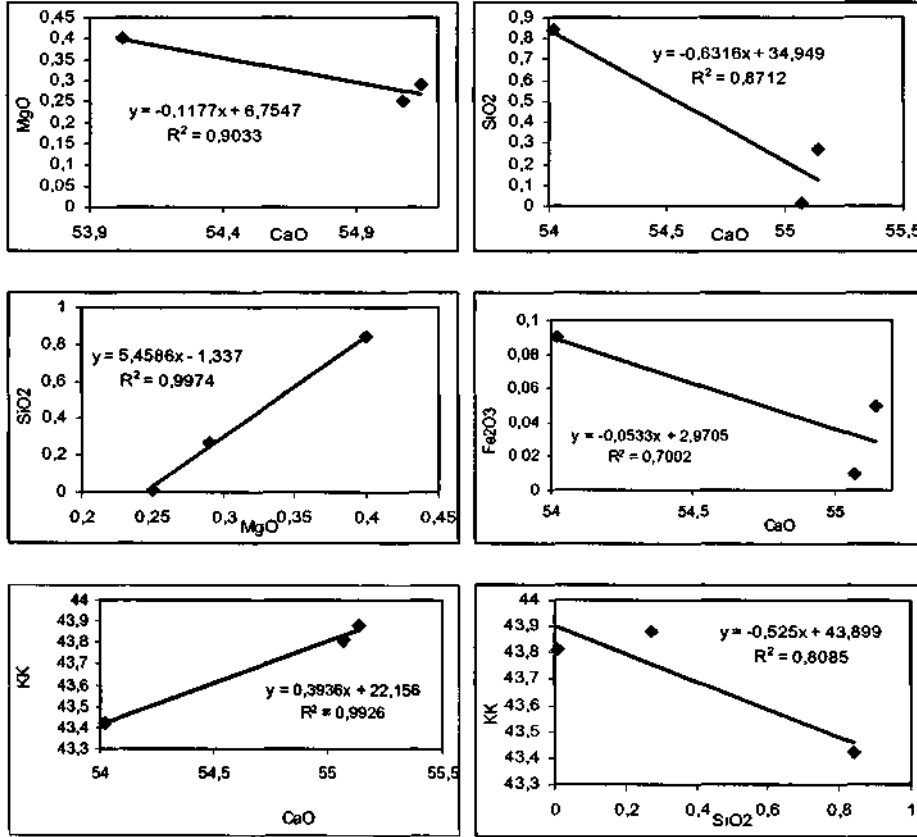 0,45
0,4
0,35
0,3
0,25
0,2
0,15
0,1
0,05
0
MgO
y = -0,1177x + 6,7547
R² = 0,9033
53,9 54,4 54,9
CaO
0,9
0,8
0,7
0,6
0,5
0,4
0,3
0,2
0,1
0
SiO2
y = -0,6316x + 34,949
R² = 0,8712
54 54,5 55 55,5
CaO
1
0,8
0,6
0,4
0,2
0
SiO2
y = 5,4586x - 1,337
R² = 0,9974
0,2 0,25 0,3 0,35 0,4 0,45
MgO
0,1
0,08
0,06
0,04
0 02
0
Fe2O3
y = -0,0533x + 2,9705
R² = 0,7002
54 54,5 55
CaO
44
43,9
43,8
43,7
43,6
43,5
43,4
43,3
KK
y = 0,3936x + 22,156
R² = 0,9926
54 54,5 55 55,5
CaO
44
43,9
43,8
43,7
43,6
43,5
43,4
43,3
KK
y = -0,525x + 43,899
R² = 0,8085
0 0,2 0,4 0,6 0,8 1
SiO2